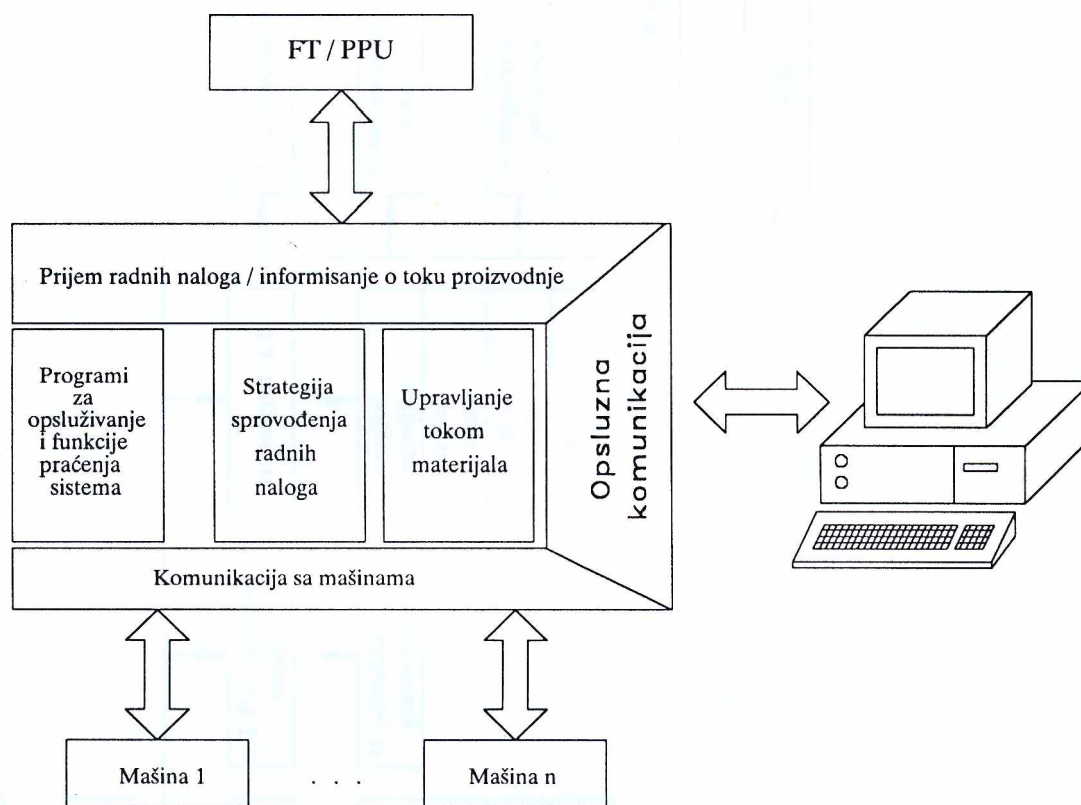 FT / PPU
Prijem radnih naloga / informisanje o toku proizvodnje
Programi
za
opsluživanje
i funkcije
praćenja
sistema
Strategija
sprovođenja
radnih
naloga
Upravljanje
tokom
materijala
Opsluzna
komunikacija
Komunikacija sa mašinama
Mašina 1
. . .
Mašina n